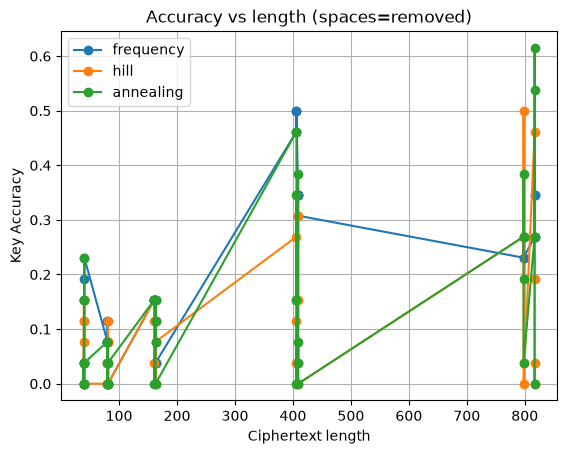 Accuracy vs length (spaces=removed)
frequency
hill
annealing
Key Accuracy
0.6
0.5
0.4
0.3
0.2
0.1
0.0
100 200 300 400 500 600 700 800
Ciphertext length